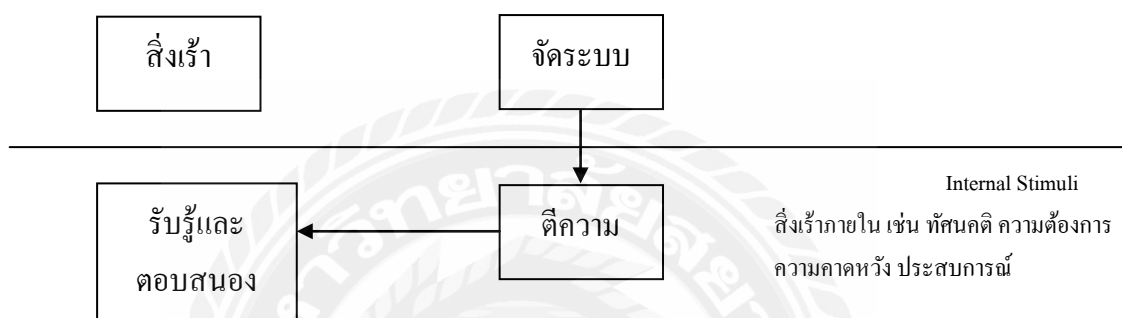 สิ่งเร้า
จัดระบบ
Internal Stimuli
รับรู้และ
ตอบสนอง
ตีความ
สิ่งเร้าภายใน เช่น ทัศนคติ ความต้องการ
ความคาดหวัง ประสบการณ์